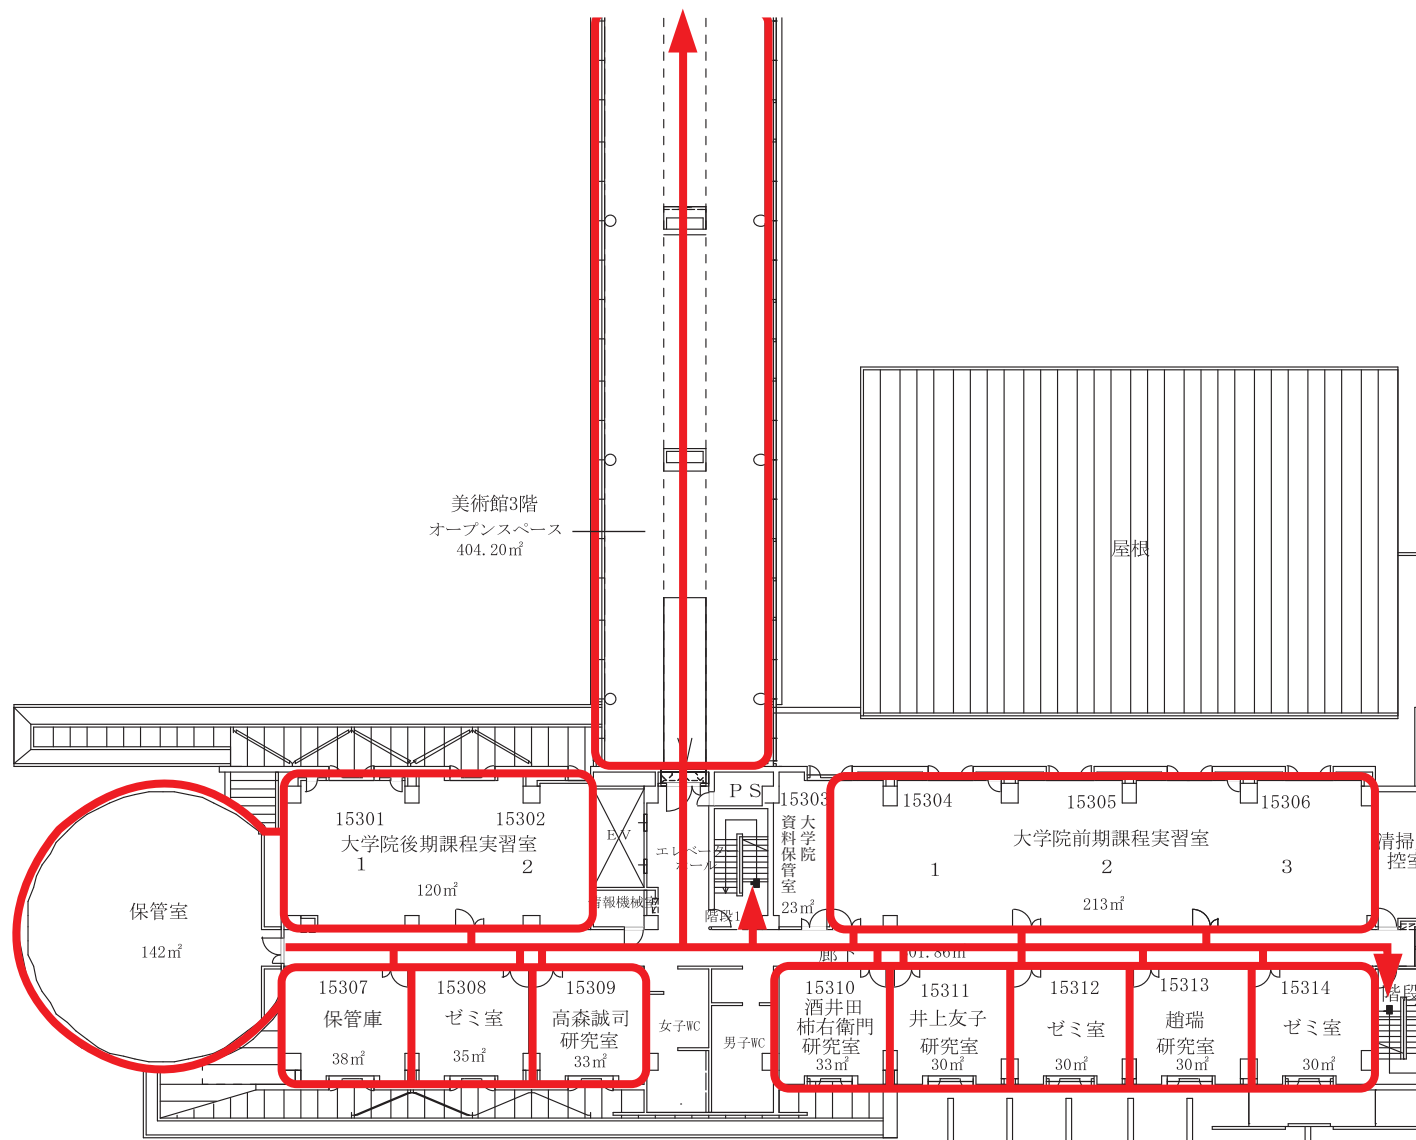 美術館3階
オープンスペース
404.20㎡
屋根
15301
15302
大学院後期課程実習室
1
2
120㎡
EV
エレベータ
ホール
PS
階段1
15303
大学院
資料保管室
23㎡
15304
15305
15306
大学院前期課程実習室
1
2
3
213㎡
清掃
控室
保管室
142㎡
情報機械室
廊下
01.86㎡
15307
保管庫
38㎡
15308
ゼミ室
35㎡
15309
高森誠司
研究室
33㎡
女子WC
男子WC
15310
酒井田
柿右衛門
研究室
33㎡
15311
井上友子
研究室
30㎡
15312
ゼミ室
30㎡
15313
趙瑞
研究室
30㎡
15314
ゼミ室
30㎡
階段